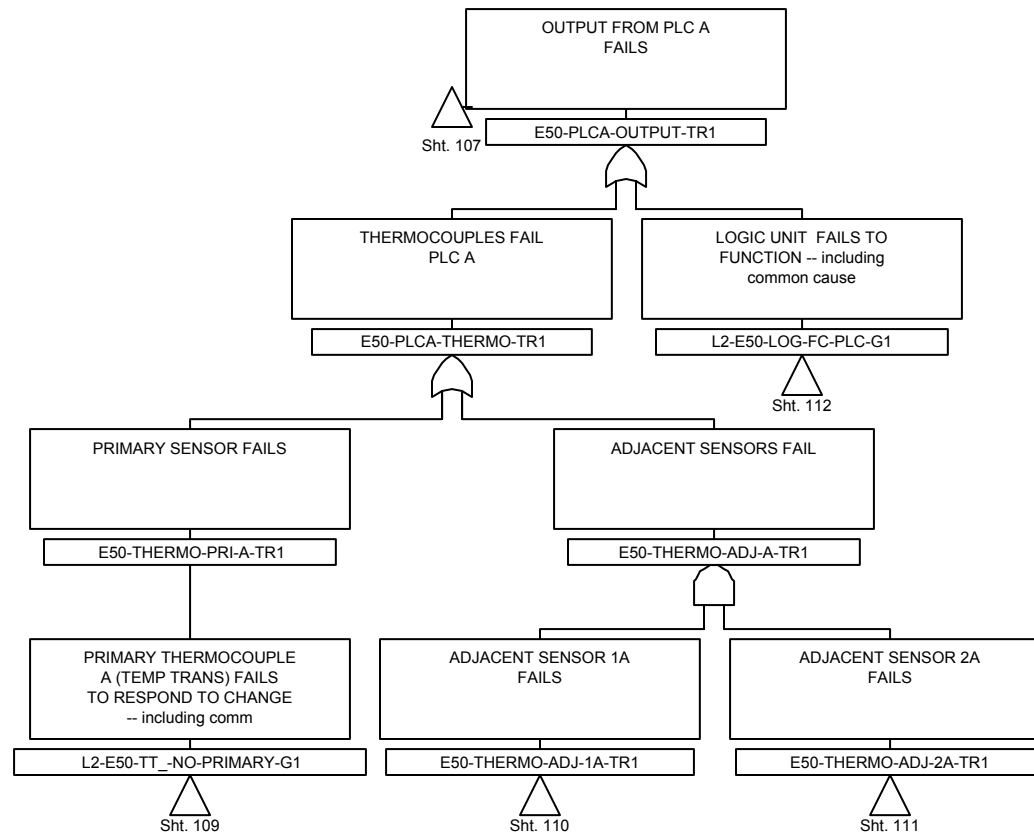 OUTPUT FROM PLC A
FAILS
Sht. 107
E50-PLCA-OUTPUT-TR1
THERMOCOUPLES FAIL
PLC A
E50-PLCA-THERMO-TR1
LOGIC UNIT FAILS TO
FUNCTION -- including
common cause
L2-E50-LOG-FC-PLC-G1
Sht. 112
PRIMARY SENSOR FAILS
E50-THERMO-PRI-A-TR1
ADJACENT SENSORS FAIL
E50-THERMO-ADJ-A-TR1
PRIMARY THERMOCOUPLE
A (TEMP TRANS) FAILS
TO RESPOND TO CHANGE
-- including comm
L2-E50-TT_-NO-PRIMARY-G1
Sht. 109
ADJACENT SENSOR 1A
FAILS
E50-THERMO-ADJ-1A-TR1
Sht. 110
ADJACENT SENSOR 2A
FAILS
E50-THERMO-ADJ-2A-TR1
Sht. 111